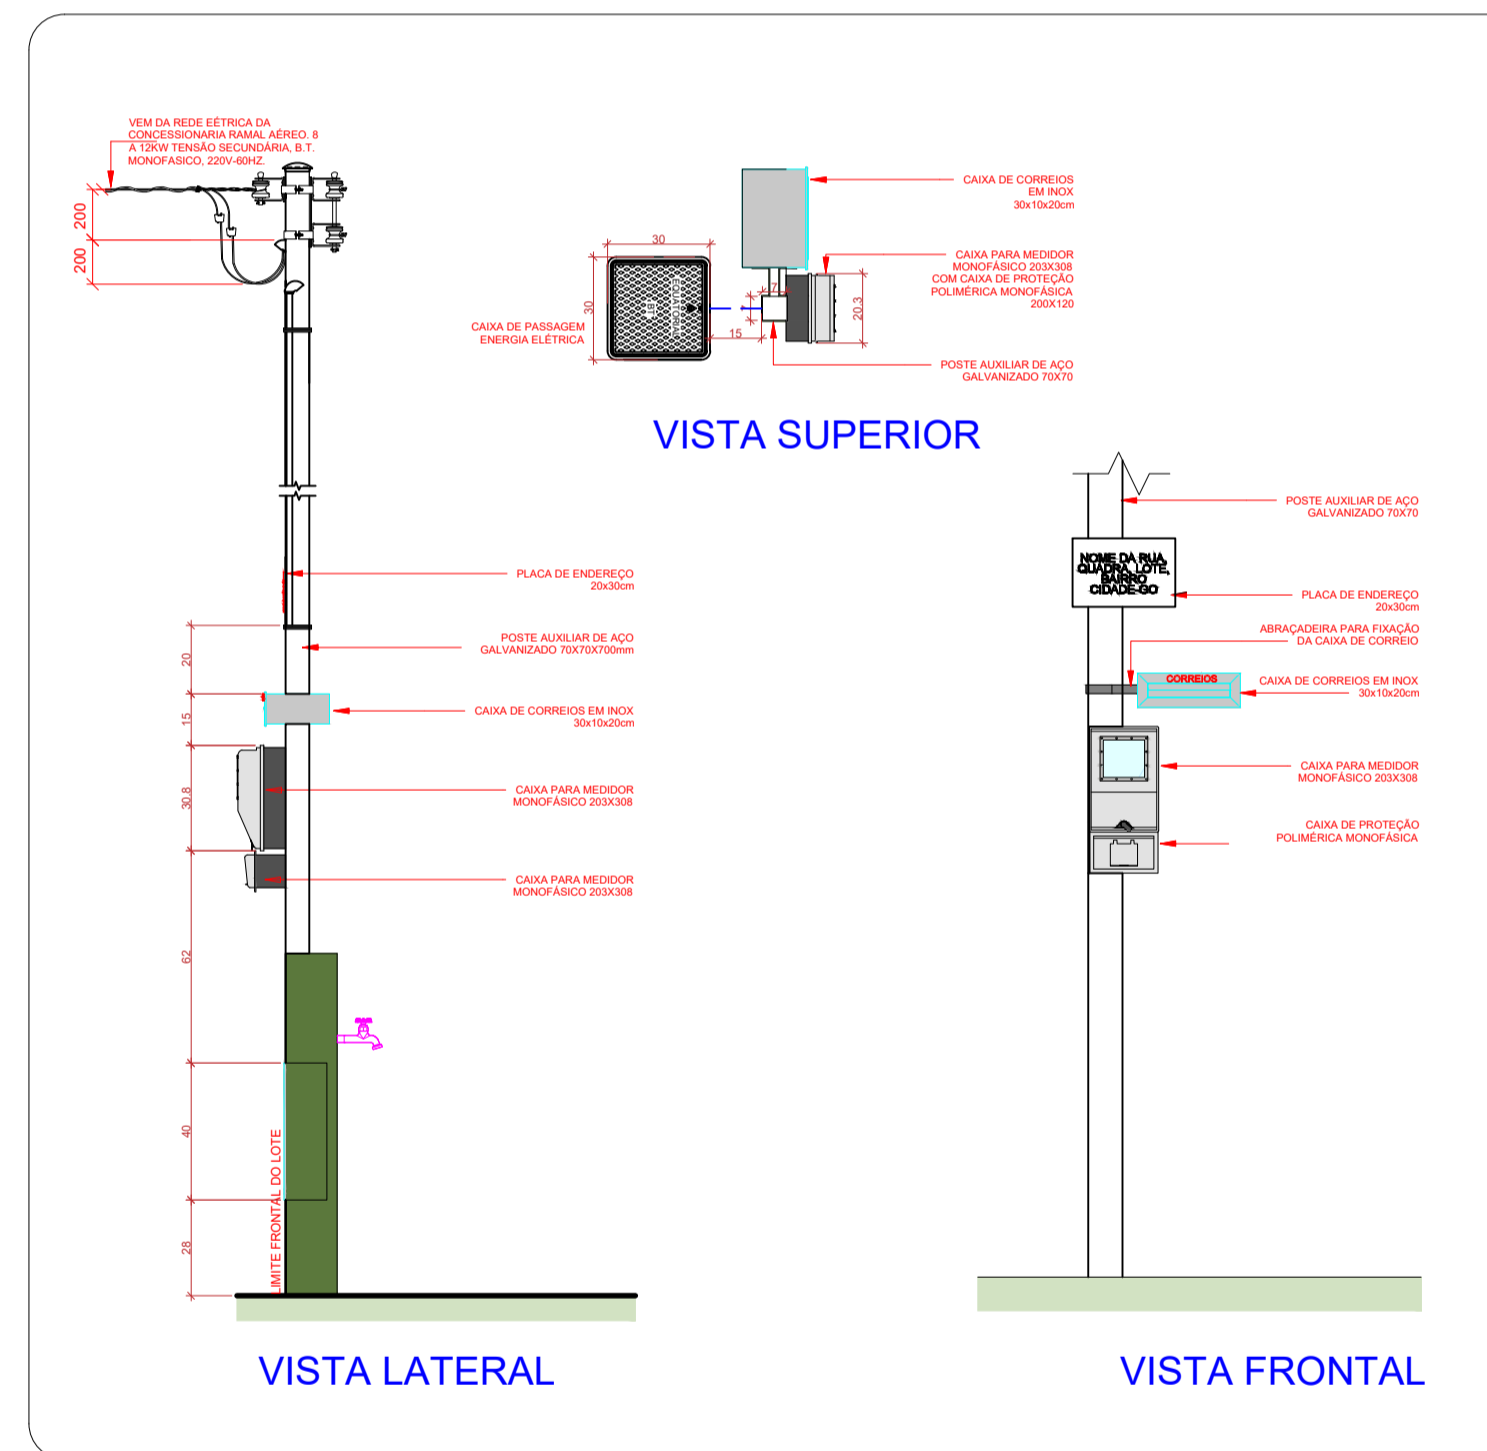 VEM DA REDE EÉTRICA DA
CONCESSIONARIA RAMAL AÉREO. 8
A 12KW TENSÃO SECUNDÁRIA, B.T.
MONOFASICO, 220V-60HZ.
200
200
PLACA DE ENDEREÇO
20x30cm
POSTE AUXILIAR DE AÇO
GALVANIZADO 70X70X700mm
20
15
CAIXA DE CORREIOS EM INOX
30x10x20cm
30.8
CAIXA PARA MEDIDOR
MONOFÁSICO 203X308
CAIXA PARA MEDIDOR
MONOFÁSICO 203X308
62
40
28
LIMITE FRONTAL DO LOTE
VISTA LATERAL
CAIXA DE CORREIOS
EM INOX
30x10x20cm
30
30
EQUATORIAL
BT
CAIXA DE PASSAGEM
ENERGIA ELÉTRICA
7
15
20.3
CAIXA PARA MEDIDOR
MONOFÁSICO 203X308
COM CAIXA DE PROTEÇÃO
POLIMÉRICA MONOFÁSICA
200X120
POSTE AUXILIAR DE AÇO
GALVANIZADO 70X70
VISTA SUPERIOR
POSTE AUXILIAR DE AÇO
GALVANIZADO 70X70
NOME DA RUA,
QUADRA, LOTE,
BAIRRO
CIDADE-GO
PLACA DE ENDEREÇO
20x30cm
ABRAÇADEIRA PARA FIXAÇÃO
DA CAIXA DE CORREIO
CORREIOS
CAIXA DE CORREIOS EM INOX
30x10x20cm
CAIXA PARA MEDIDOR
MONOFÁSICO 203X308
CAIXA DE PROTEÇÃO
POLIMÉRICA MONOFÁSICA
VISTA FRONTAL